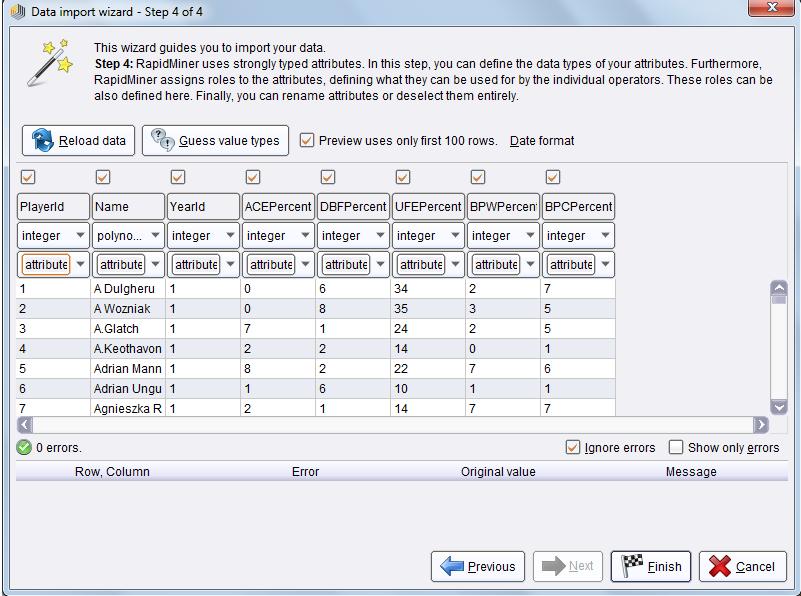 Data import wizard - Step 4 of 4
This wizard guides you to import your data.
Step 4: RapidMiner uses strongly typed attributes. In this step, you can define the data types of your attributes. Furthermore,
RapidMiner assigns roles to the attributes, defining what they can be used for by the individual operators. These roles can be
also defined here. Finally, you can rename attributes or deselect them entirely.
Reload data Guess value types Preview uses only first 100 rows. Date format
PlayerId Name YearId ACEPercent DBFPercent UFEPercent BPWPercent BPCPercent
integer polyno... integer integer integer integer integer integer
attribute attribute attribute attribute attribute attribute attribute attribute
1 A Dulgheru 1 0 6 34 2 7
2 A Wozniak 1 0 8 35 3 5
3 A.Glatch 1 7 1 24 2 5
4 A.Keothavon 1 2 2 14 0 1
5 Adrian Mann 1 8 2 22 7 6
6 Adrian Ungu 1 1 6 10 1 1
7 Agnieszka R 1 2 1 14 7 7
0 errors. Ignore errors Show only errors
Row, Column Error Original value Message
Previous Next Finish Cancel